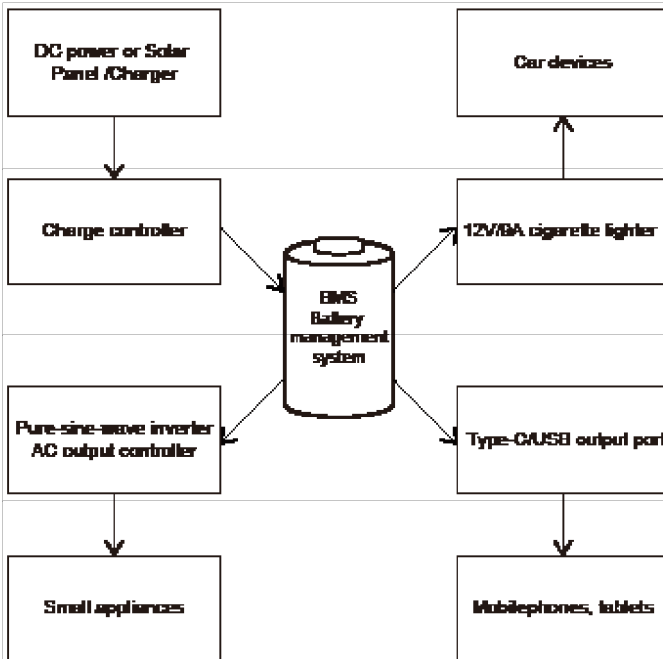 DC power or Solar
Panel /Charger
Car devices
Charge controller
12V/8A cigarette lighter
BMS
Battery
management
system
Pure-sine-wave inverter
AC output controller
Type-C/USB output port
Small appliances
Mobilephones, tablets